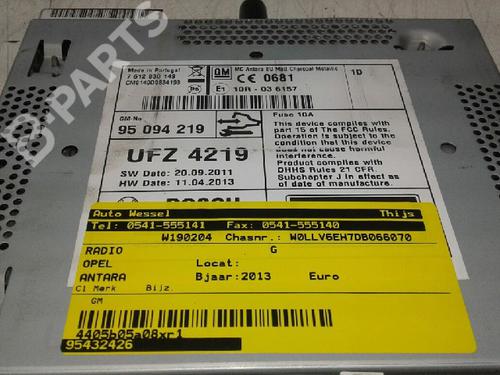 B-PARTS
Made in Portugal
7 612 830 149
GM
MC Antara EU Mid Charcoal Metallic
CE 0681
1D
E1 10R - 03 6157
GM-No
95 094 219
Fuse 10A
This device complies with
part 15 of the FCC Rules.
Operation is subject to the
condition that this device
does not cause harmful
interference.
Product complies with
DHHS Rules 21 CFR.
Subchapter J in effect as
of date of manufacture.
UFZ 4219
SW Date: 20.09.2011
HW Date: 11.04.2013
BOSCH
Auto Wessel Thijs
Tel: 0541-555141 Fax: 0541-555140
W190204 Chasnr.: W0LLV6EH7DB066070
RADIO G
OPEL Locat:
ANTARA Bjaar:2013 Euro
Cl Merk Bijz.
GM
4405b05a08xr1
95432426